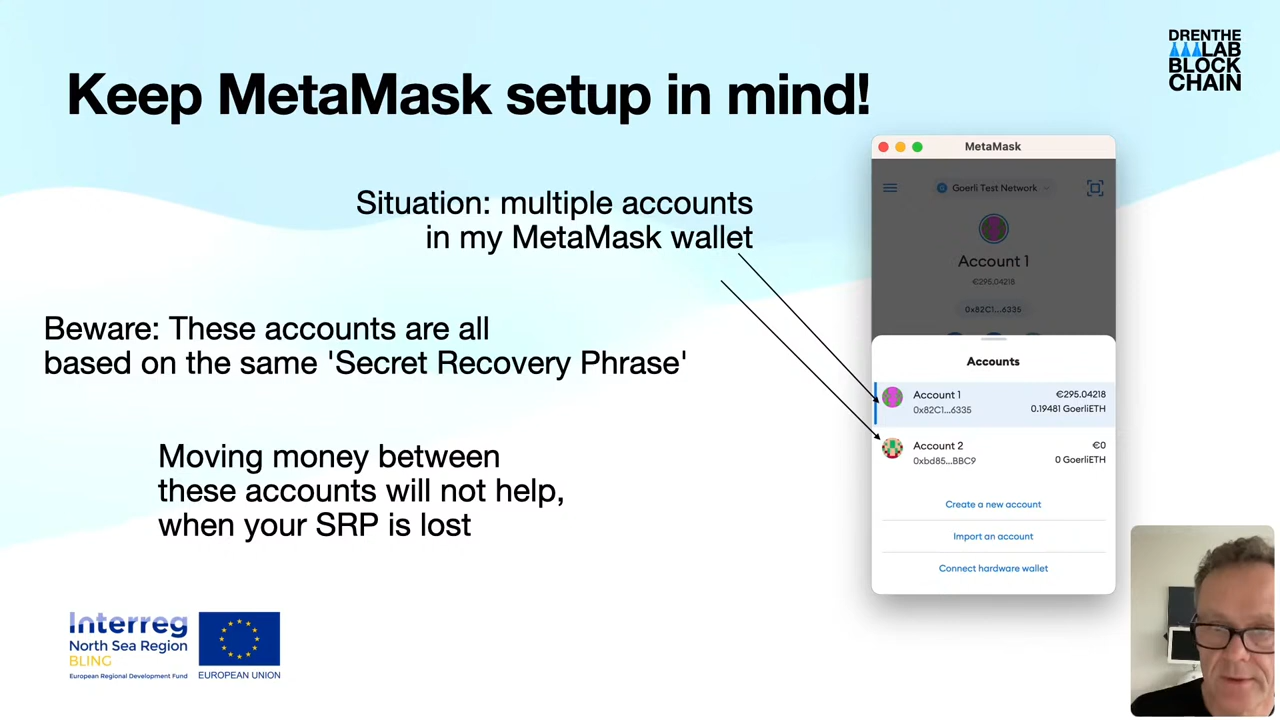 DRENTHE
LAB
BLOCK
CHAIN
Keep MetaMask setup in mind!
Situation: multiple accounts
in my MetaMask wallet
Beware: These accounts are all
based on the same 'Secret Recovery Phrase'
Moving money between
these accounts will not help,
when your SRP is lost
MetaMask
Goerli Test Network
Account 1
€295.04218
0x82C1...6335
Accounts
Account 1 €295.04218
0x82C1...6335 0.19481 GoerliETH
Account 2 €0
0xbd85...BBC9 0 GoerliETH
Create a new account
Import an account
Connect hardware wallet
Interreg
North Sea Region
BLING
European Regional Development Fund EUROPEAN UNION